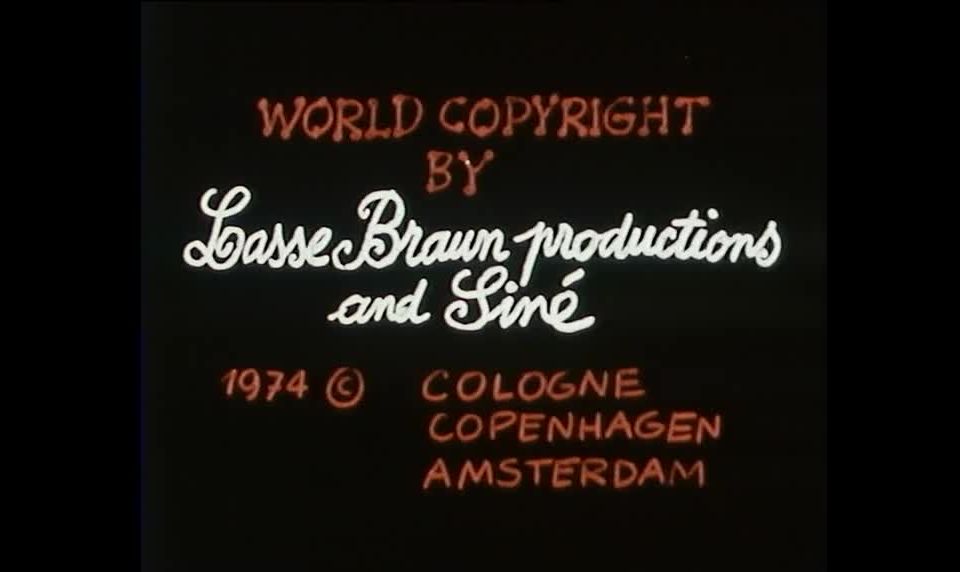 WORLD COPYRIGHT
BY
Lasse Braun productions
and Siné
1974 © COLOGNE
COPENHAGEN
AMSTERDAM